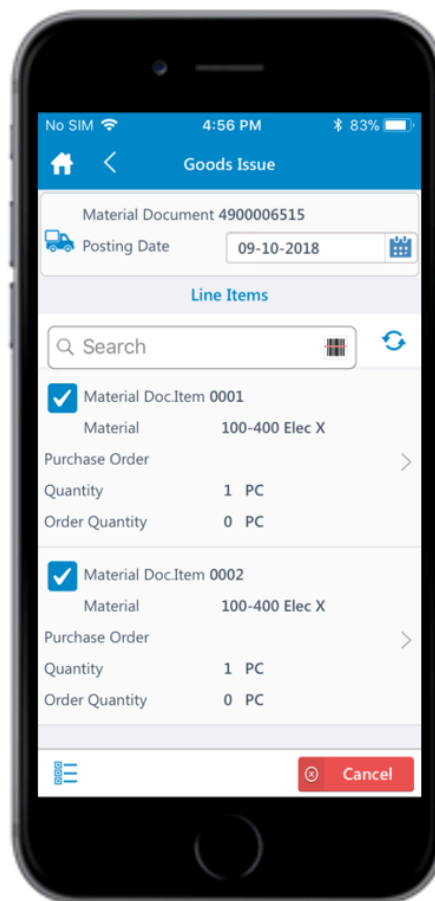 No SIM 4:56 PM 83%
Goods Issue
Material Document 4900006515
Posting Date 09-10-2018
Line Items
Search
Material Doc.Item 0001
Material 100-400 Elec X
Purchase Order
Quantity 1 PC
Order Quantity 0 PC
Material Doc.Item 0002
Material 100-400 Elec X
Purchase Order
Quantity 1 PC
Order Quantity 0 PC
Cancel